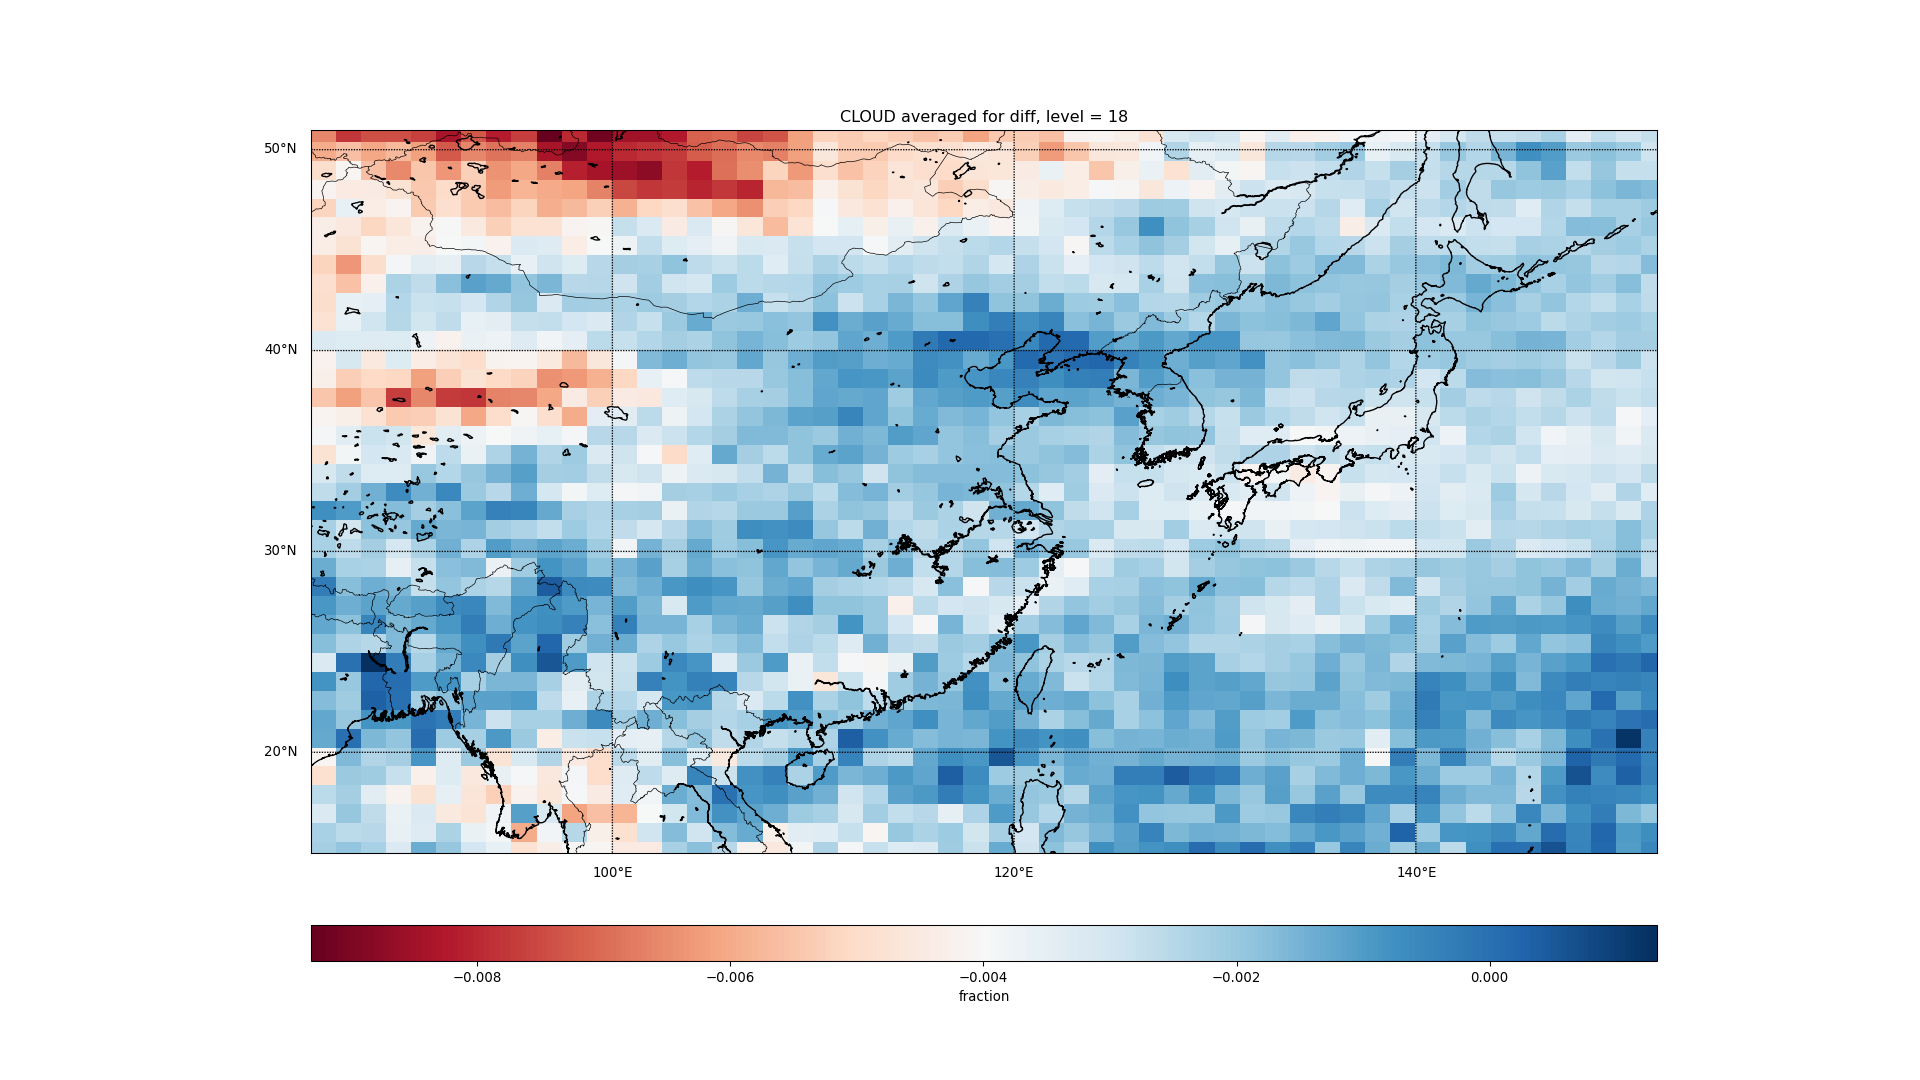 CLOUD averaged for diff, level = 18
50°N
40°N
30°N
20°N
100°E 120°E 140°E
−0.008 −0.006 −0.004 −0.002 0.000
fraction